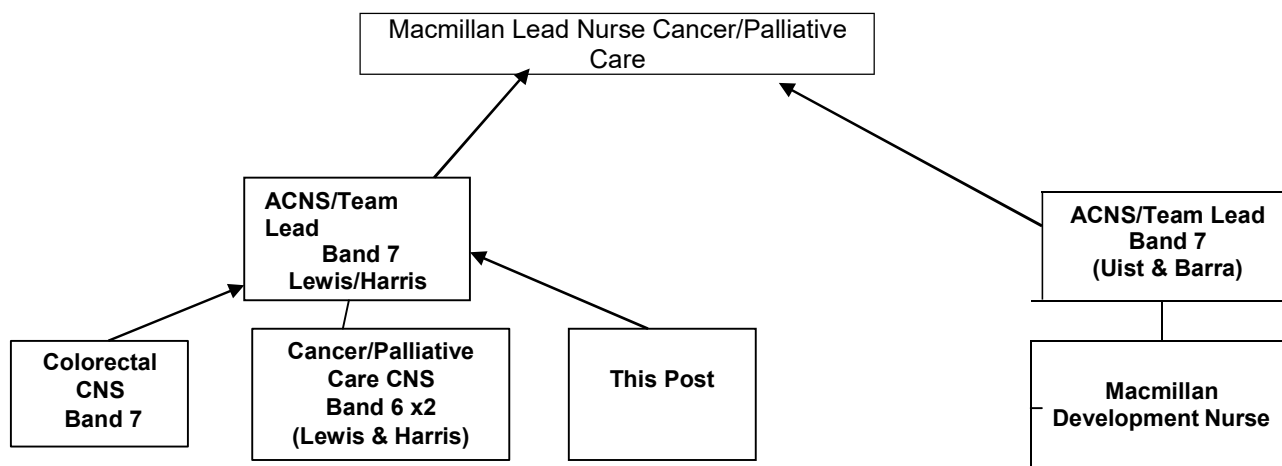 Macmillan Lead Nurse Cancer/Palliative
Care
ACNS/Team
Lead
Band 7
Lewis/Harris
ACNS/Team Lead
Band 7
(Uist & Barra)
Colorectal
CNS
Band 7
Cancer/Palliative
Care CNS
Band 6 x2
(Lewis & Harris)
This Post
Macmillan
Development Nurse